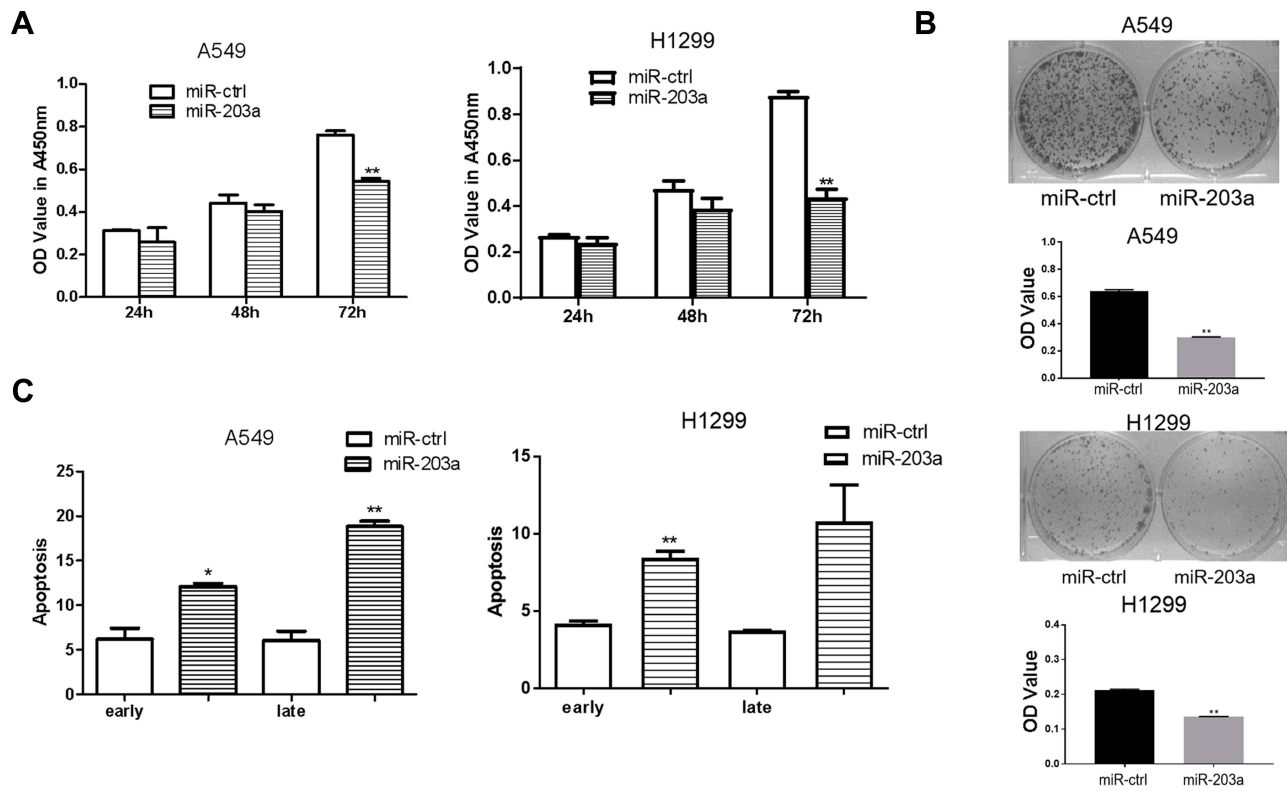 A
A549
miR-ctrl
miR-203a
OD Value in A450nm
1.0
0.8
0.6
0.4
0.2
0.0
24h
48h
72h
**
H1299
miR-ctrl
miR-203a
OD Value in A450nm
1.0
0.8
0.6
0.4
0.2
0.0
24h
48h
72h
**
B
A549
miR-ctrl
miR-203a
A549
OD Value
1.0
0.8
0.6
0.4
0.2
0.0
**
miR-ctrl
miR-203a
H1299
miR-ctrl
miR-203a
H1299
OD Value
0.4
0.3
0.2
0.1
0.0
**
miR-ctrl
miR-203a
C
A549
miR-ctrl
miR-203a
Apoptosis
25
20
15
10
5
0
*
**
early
late
H1299
miR-ctrl
miR-203a
Apoptosis
15
10
5
0
**
early
late